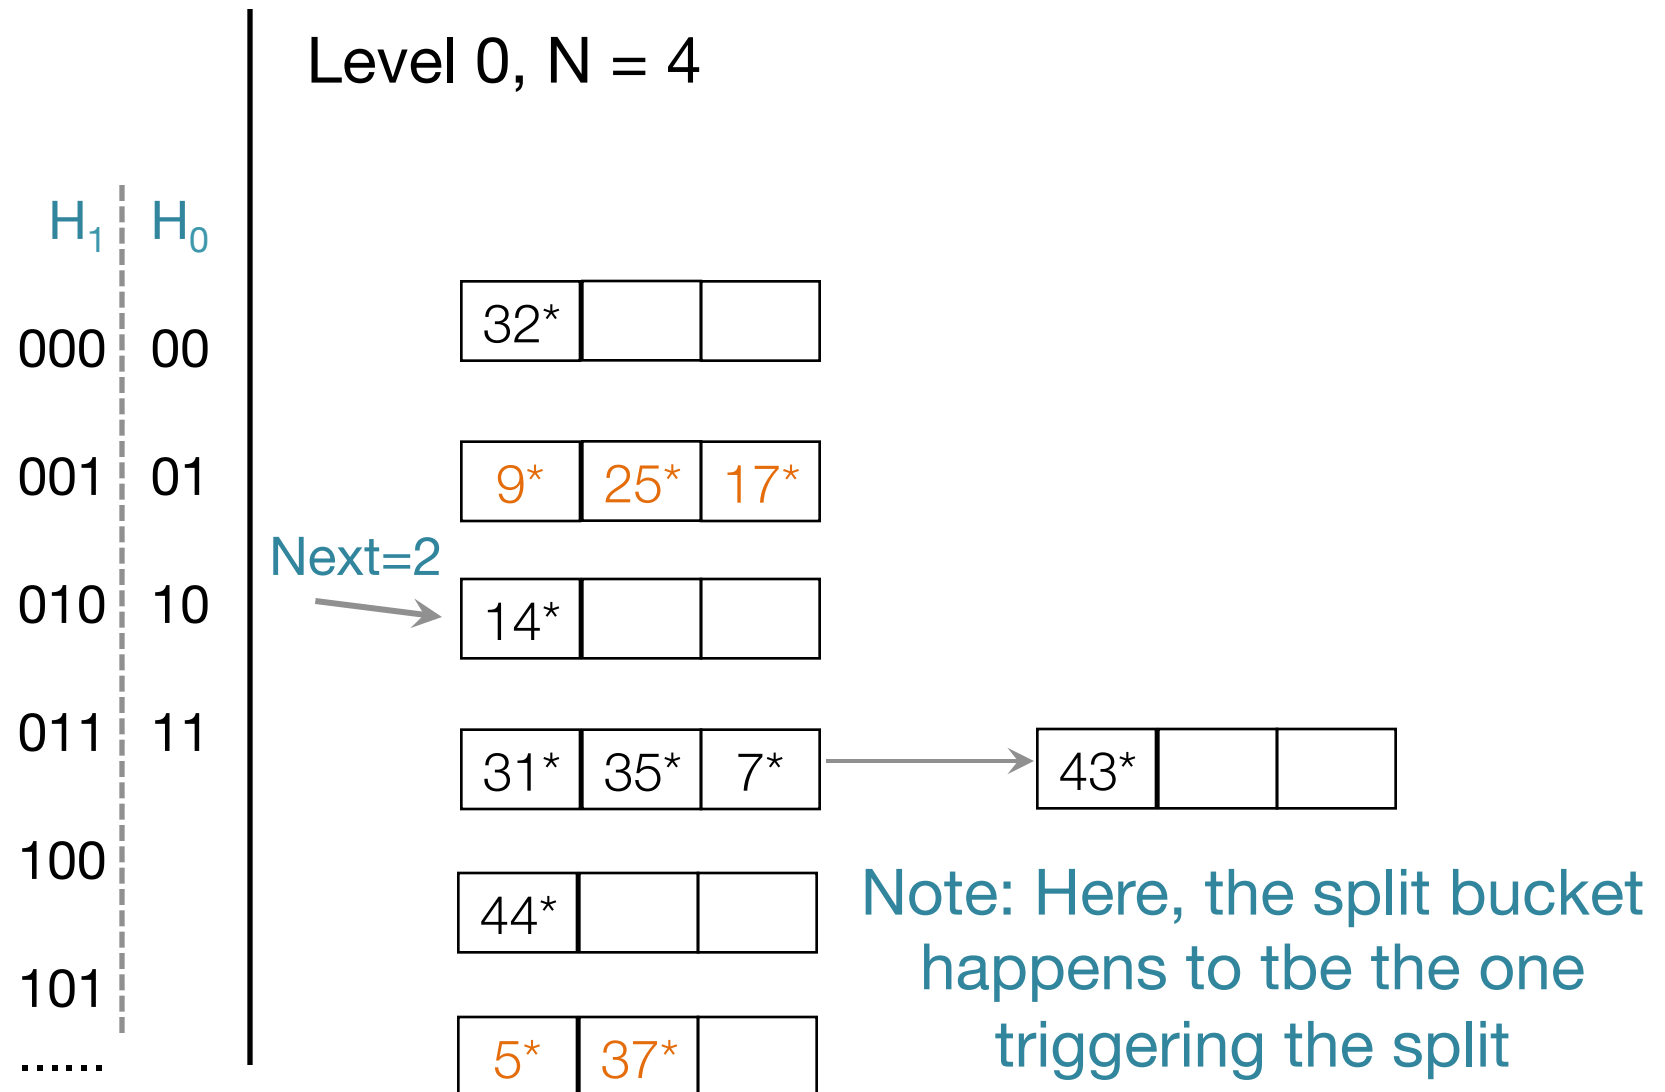 Level 0, N = 4
H₁ H₀
000 00
32*
001 01
9* 25* 17*
Next=2
010 10
14*
011 11
31* 35* 7*
43*
100
44*
Note: Here, the split bucket
happens to tbe the one
triggering the split
101
5* 37*
......